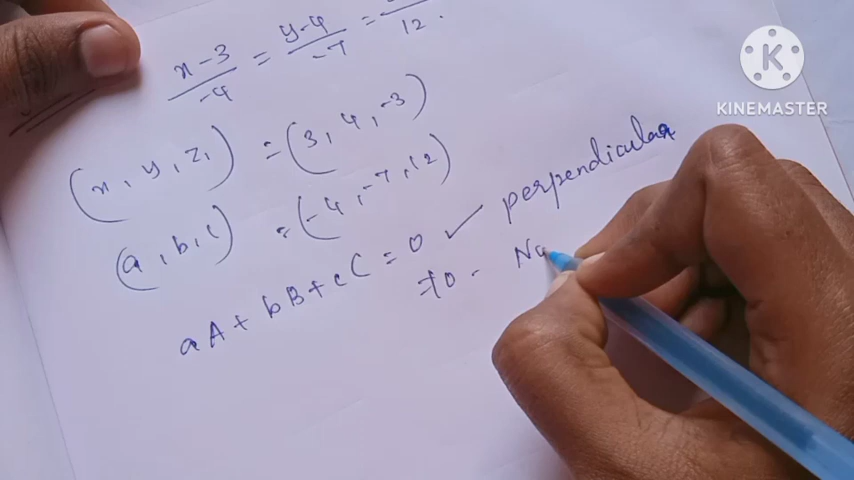 x-3/-4 = y-4/-7 = /12.
(x, y, z,) = (3, 4, -3)
(a, b, c) = (-4, -7, 12)
aA + bB + cC = 0 ✓ perpendicular
≠0 - No
KINEMASTER